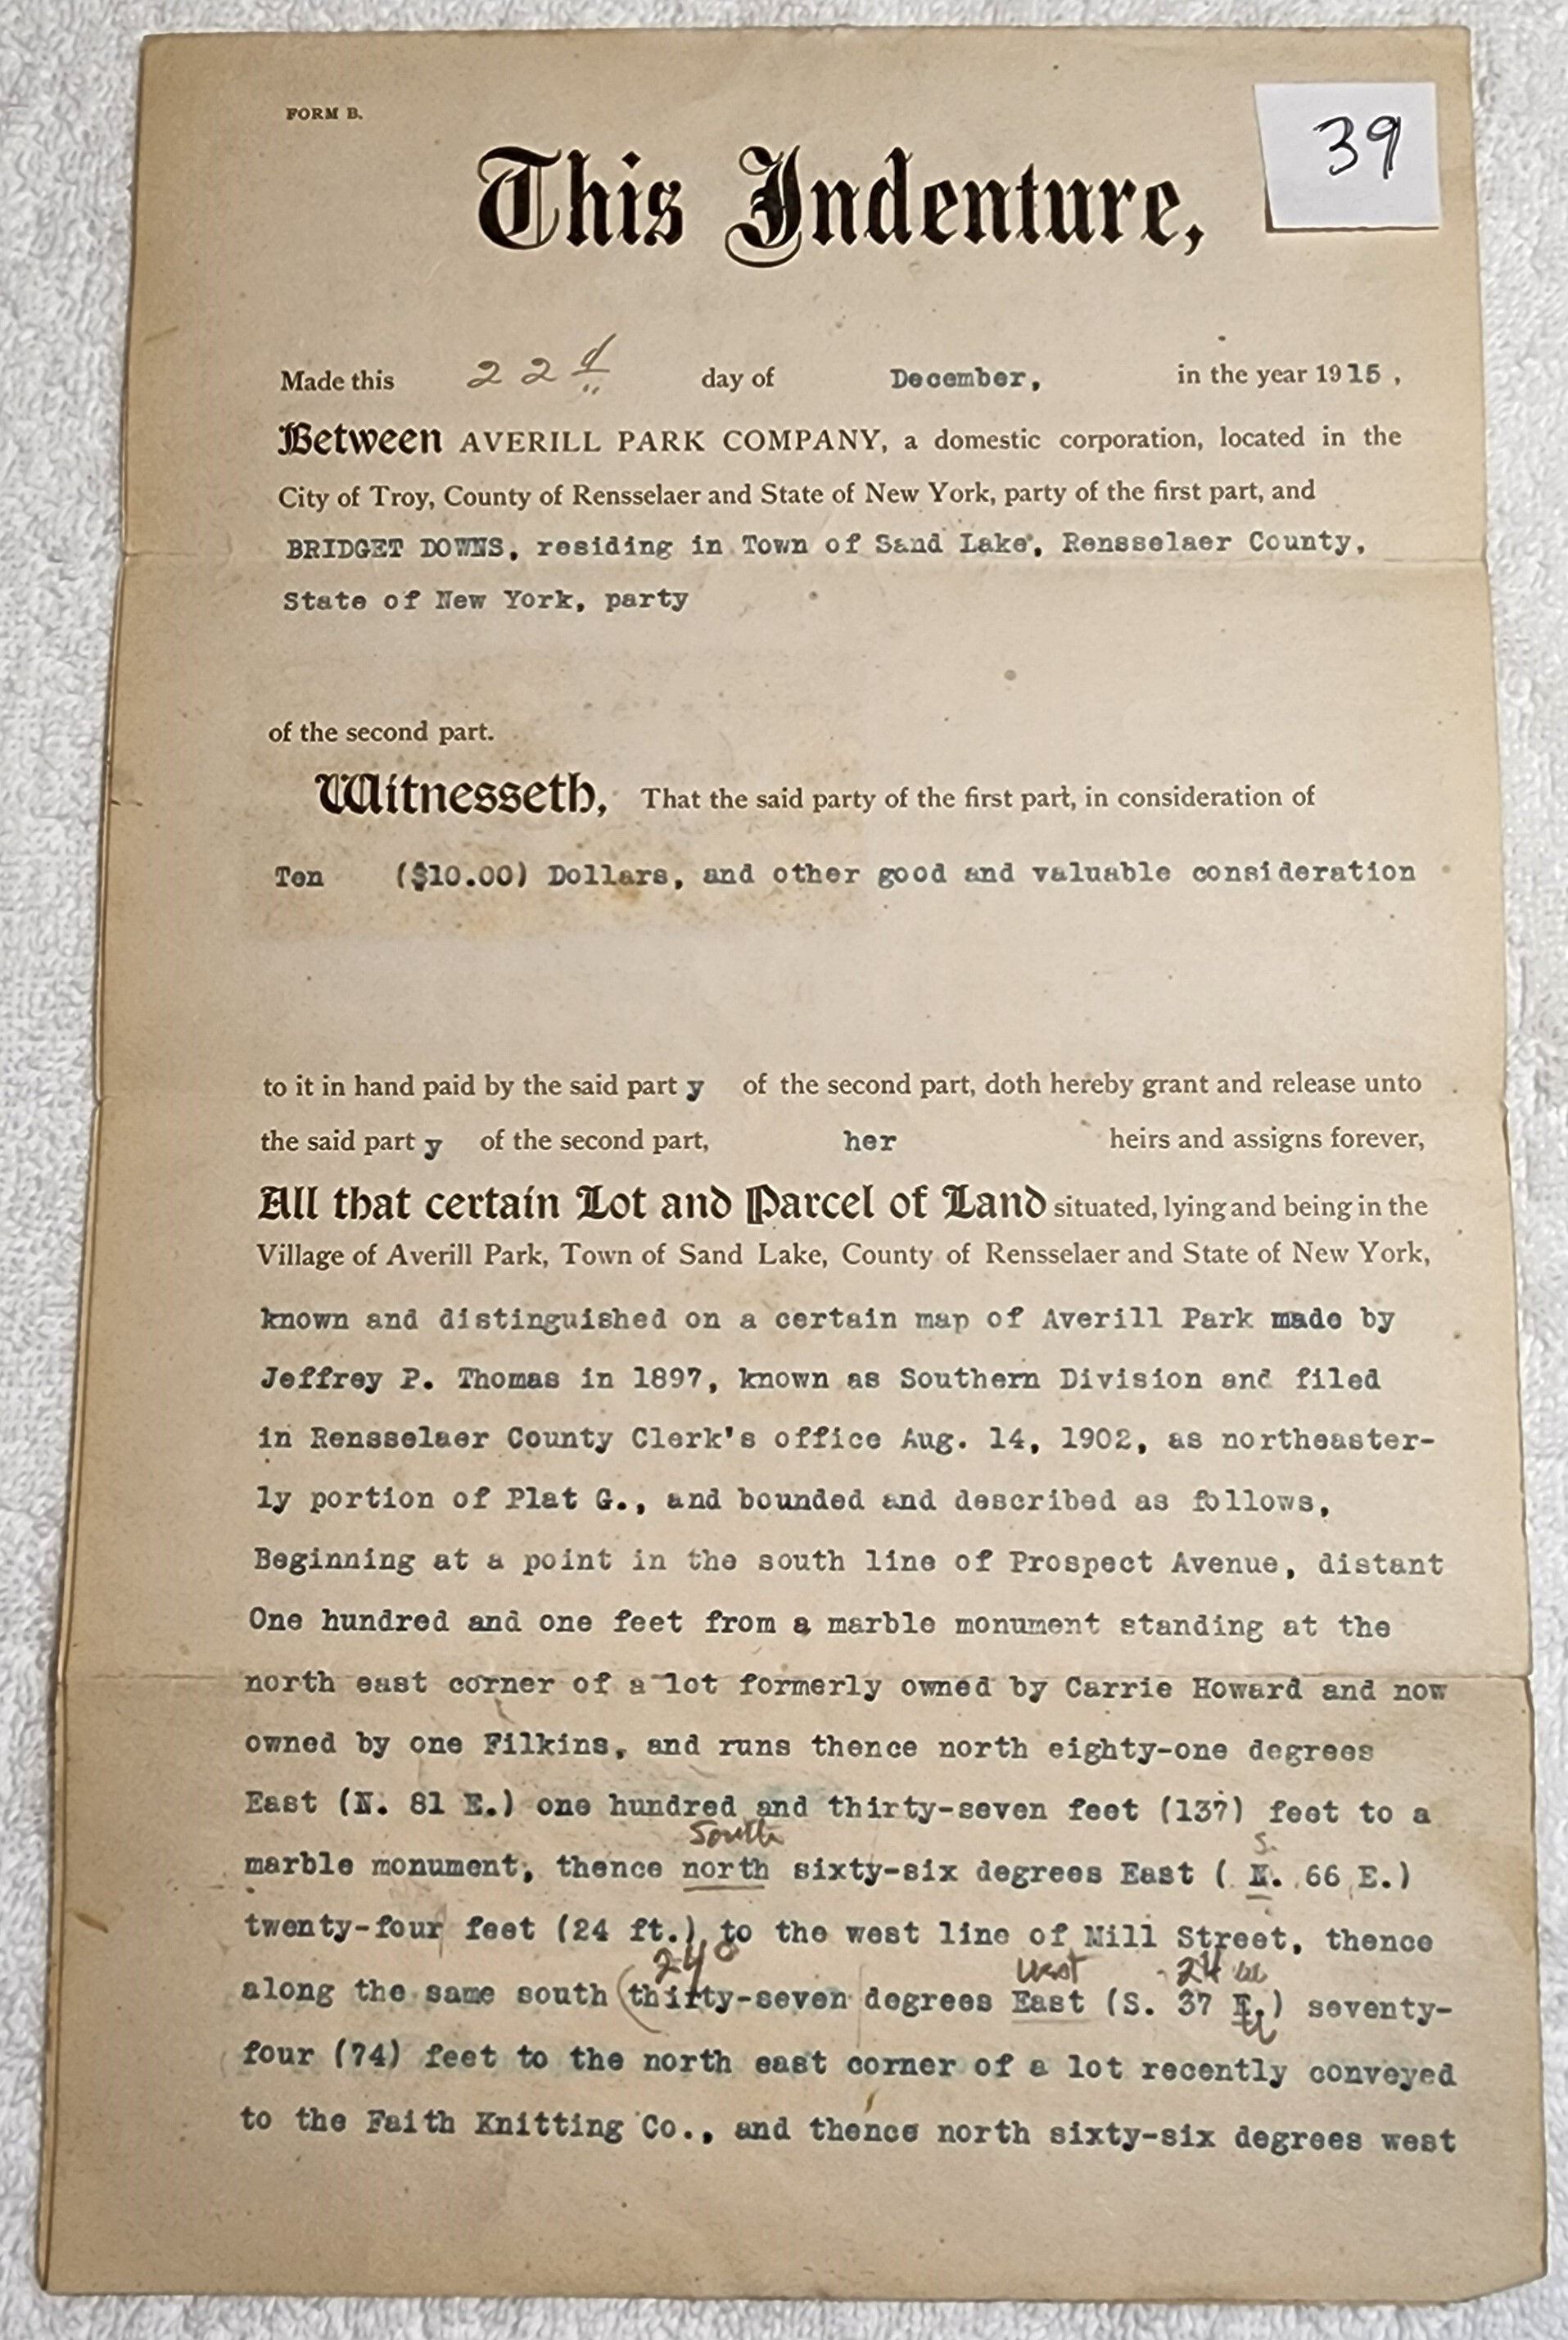 FORM B.
39
This Indenture,
Made this 22d day of December, in the year 1915,
Between AVERILL PARK COMPANY, a domestic corporation, located in the
City of Troy, County of Rensselaer and State of New York, party of the first part, and
BRIDGET DOWNS, residing in Town of Sand Lake, Rensselaer County,
State of New York, party
of the second part.
Witnesseth, That the said party of the first part, in consideration of
Ten ($10.00) Dollars, and other good and valuable consideration
to it in hand paid by the said party of the second part, doth hereby grant and release unto
the said party of the second part, her heirs and assigns forever,
All that certain Lot and Parcel of Land situated, lying and being in the
Village of Averill Park, Town of Sand Lake, County of Rensselaer and State of New York,
known and distinguished on a certain map of Averill Park made by
Jeffrey P. Thomas in 1897, known as Southern Division and filed
in Rensselaer County Clerk's office Aug. 14, 1902, as northeaster-
ly portion of Plat G., and bounded and described as follows,
Beginning at a point in the south line of Prospect Avenue, distant
One hundred and one feet from a marble monument standing at the
north east corner of a lot formerly owned by Carrie Howard and now
owned by one Filkins, and runs thence north eighty-one degrees
East (N. 81 E.) one hundred and thirty-seven feet (137) feet to a
South S.
marble monument, thence north sixty-six degrees East ( N. 66 E.)
twenty-four feet (24 ft.) to the west line of Mill Street, thence
24° west 24 W
along the same south (thirty-seven degrees East (S. 37 E.) seventy-
four (74) feet to the north east corner of a lot recently conveyed
to the Faith Knitting Co., and thence north sixty-six degrees west